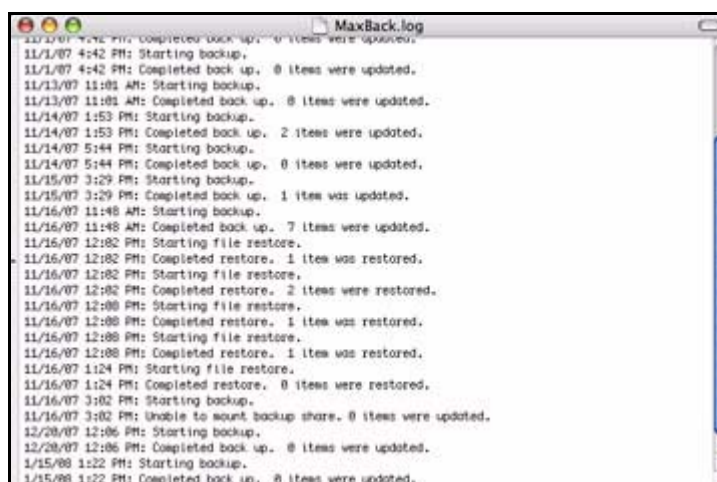 MaxBack.log
11/1/07 4:42 PM: Completed back up. 0 items were updated.
11/1/07 4:42 PM: Starting backup.
11/1/07 4:42 PM: Completed back up. 0 items were updated.
11/13/07 11:01 AM: Starting backup.
11/13/07 11:01 AM: Completed back up. 0 items were updated.
11/14/07 1:53 PM: Starting backup.
11/14/07 1:53 PM: Completed back up. 2 items were updated.
11/14/07 5:44 PM: Starting backup.
11/14/07 5:44 PM: Completed back up. 0 items were updated.
11/15/07 3:29 PM: Starting backup.
11/15/07 3:29 PM: Completed back up. 1 item was updated.
11/16/07 11:48 AM: Starting backup.
11/16/07 11:48 AM: Completed back up. 7 items were updated.
11/16/07 12:02 PM: Starting file restore.
11/16/07 12:02 PM: Completed restore. 1 item was restored.
11/16/07 12:02 PM: Starting file restore.
11/16/07 12:02 PM: Completed restore. 2 items were restored.
11/16/07 12:08 PM: Starting file restore.
11/16/07 12:08 PM: Completed restore. 1 item was restored.
11/16/07 12:08 PM: Starting file restore.
11/16/07 12:08 PM: Completed restore. 1 item was restored.
11/16/07 1:24 PM: Starting file restore.
11/16/07 1:24 PM: Completed restore. 0 items were restored.
11/16/07 3:02 PM: Starting backup.
11/16/07 3:02 PM: Unable to mount backup share. 0 items were updated.
12/20/07 12:06 PM: Starting backup.
12/20/07 12:06 PM: Completed back up. 0 items were updated.
1/15/08 1:22 PM: Starting backup.
1/15/08 1:22 PM: Completed back up. 0 items were updated.